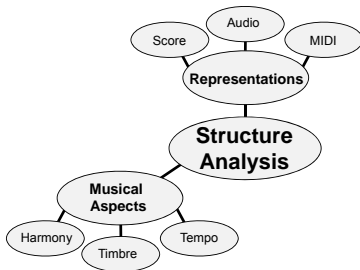 Audio
Score
MIDI
Representations
Structure
Analysis
Musical
Aspects
Harmony
Tempo
Timbre